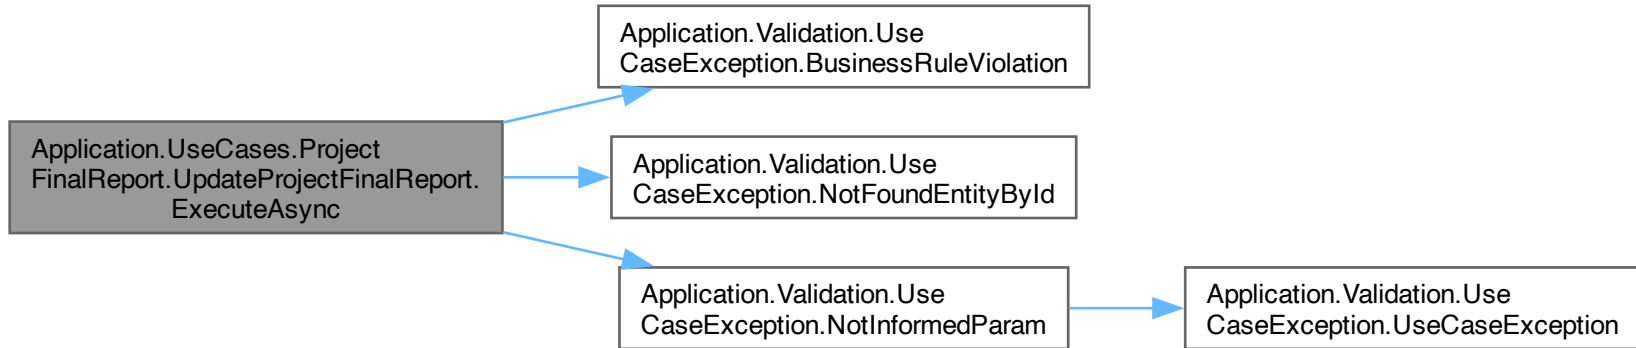 Application.Validation.Use
CaseException.BusinessRuleViolation
Application.UseCases.Project
FinalReport.UpdateProjectFinalReport.
ExecuteAsync
Application.Validation.Use
CaseException.NotFoundEntityById
Application.Validation.Use
CaseException.NotInformedParam
Application.Validation.Use
CaseException.UseCaseException